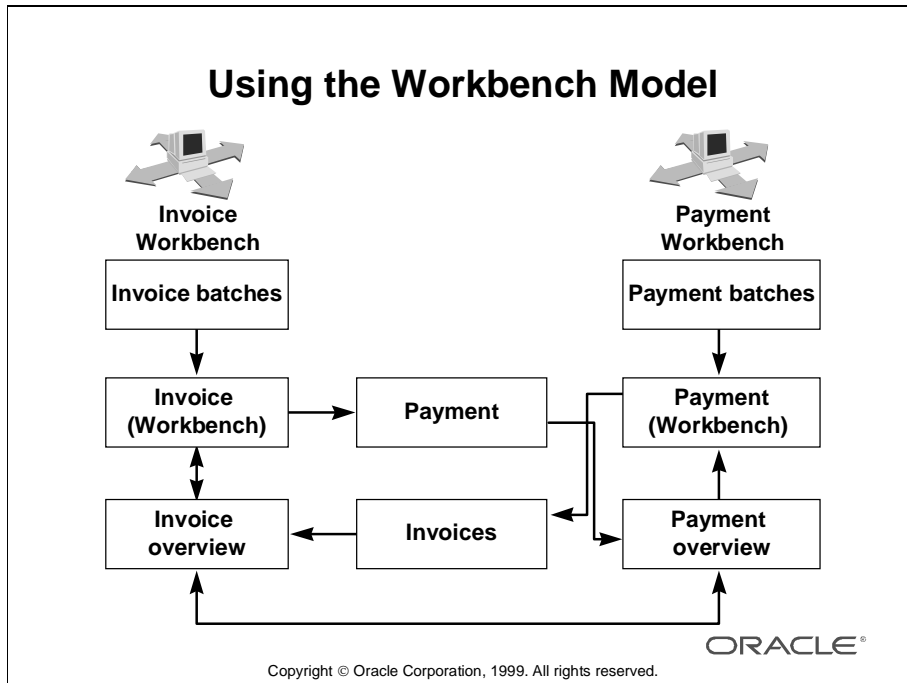 Using the Workbench Model
Invoice
Workbench
Payment
Workbench
Invoice batches
Payment batches
Invoice
(Workbench)
Payment
Payment
(Workbench)
Invoice
overview
Invoices
Payment
overview
ORACLE®
Copyright © Oracle Corporation, 1999. All rights reserved.